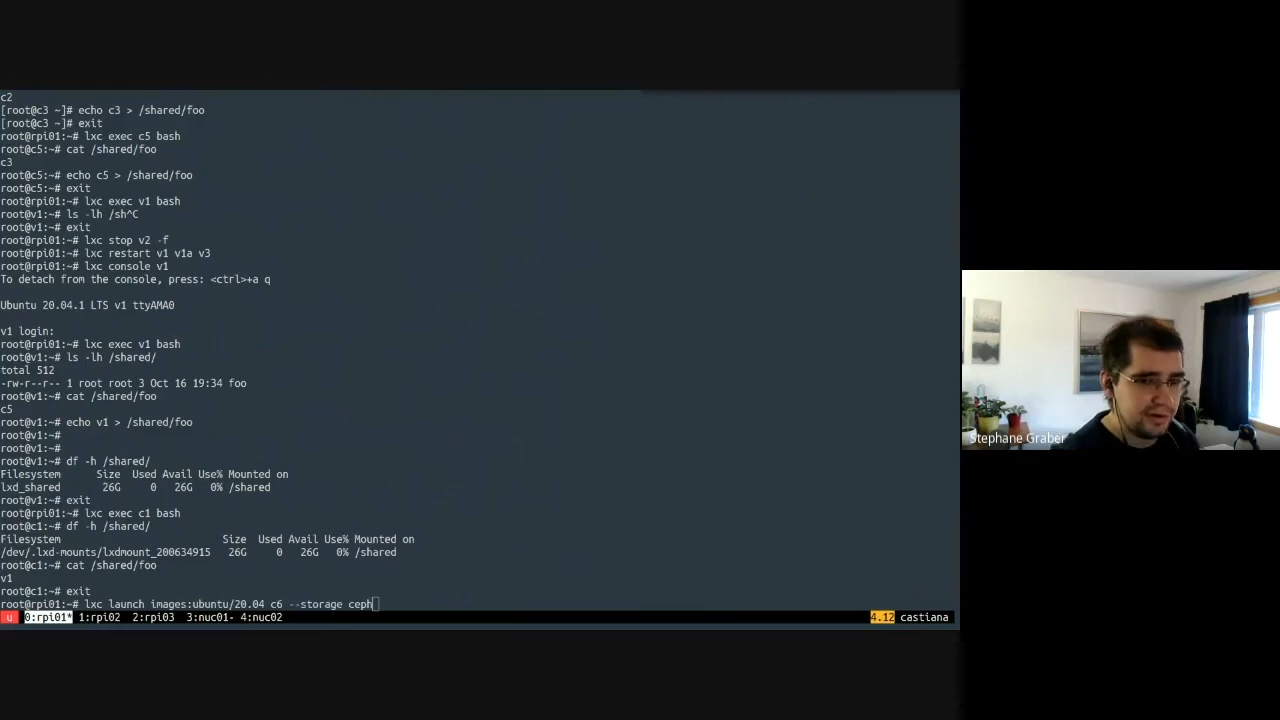 c2
[root@c3 ~]# echo c3 > /shared/foo
[root@c3 ~]# exit
root@rpi01:~# lxc exec c5 bash
root@c5:~# cat /shared/foo
c3
root@c5:~# echo c5 > /shared/foo
root@c5:~# exit
root@rpi01:~# lxc exec v1 bash
root@v1:~# ls -lh /sh^C
root@v1:~# exit
root@rpi01:~# lxc stop v2 -f
root@rpi01:~# lxc restart v1 v1a v3
root@rpi01:~# lxc console v1
To detach from the console, press: <ctrl>+a q
Ubuntu 20.04.1 LTS v1 ttyAMA0
v1 login:
root@rpi01:~# lxc exec v1 bash
root@v1:~# ls -lh /shared/
total 512
-rw-r--r-- 1 root root 3 Oct 16 19:34 foo
root@v1:~# cat /shared/foo
c5
root@v1:~# echo v1 > /shared/foo
root@v1:~#
root@v1:~#
root@v1:~# df -h /shared/
Filesystem      Size  Used Avail Use% Mounted on
lxd_shared       26G     0   26G   0% /shared
root@v1:~# exit
root@rpi01:~# lxc exec c1 bash
root@c1:~# df -h /shared/
Filesystem                        Size  Used Avail Use% Mounted on
/dev/.lxd-mounts/lxdmount_200634915   26G     0   26G   0% /shared
root@c1:~# cat /shared/foo
v1
root@c1:~# exit
root@rpi01:~# lxc launch images:ubuntu/20.04 c6 --storage ceph
u 0:rpi01* 1:rpi02 2:rpi03 3:nuc01- 4:nuc02 4.12 castiana
Stephane Graber